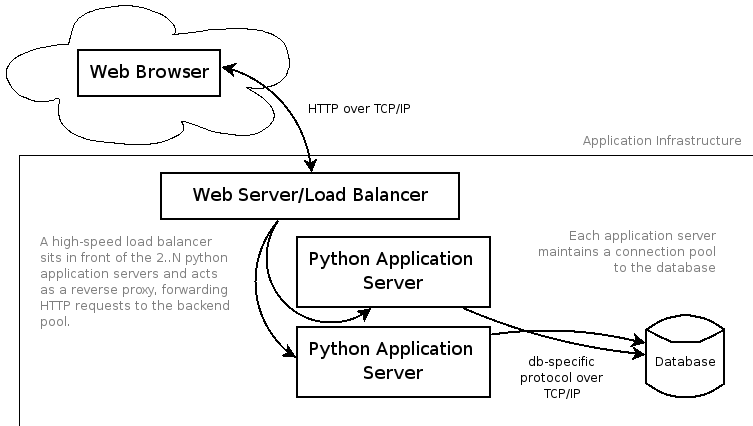 Web Browser
HTTP over TCP/IP
Application Infrastructure
Web Server/Load Balancer
A high-speed load balancer
sits in front of the 2..N python
application servers and acts
as a reverse proxy, forwarding
HTTP requests to the backend
pool.
Python Application
Server
Each application server
maintains a connection pool
to the database
Python Application
Server
db-specific
protocol over
TCP/IP
Database